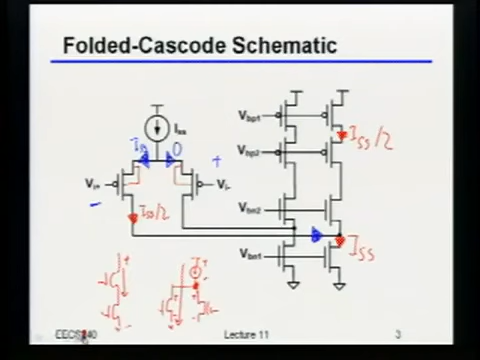 Folded-Cascode Schematic
Iss
Vi+
Vi-
Vbp1
Vbp2
Vbn2
Vbn1
0
+
-
ISS/2
ISS/2
ISS
EECS240
Lecture 11
3